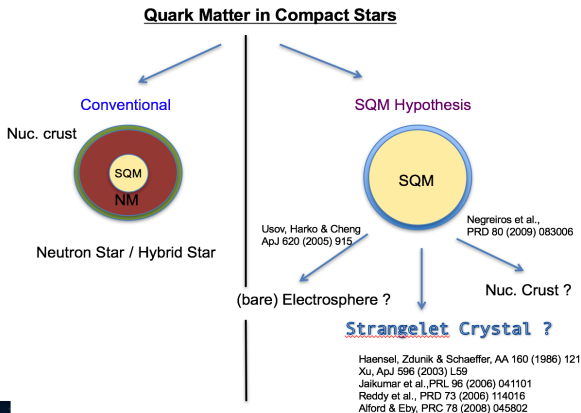 Quark Matter in Compact Stars
Conventional
Nuc. crust
SQM
NM
Neutron Star / Hybrid Star
SQM Hypothesis
SQM
Usov, Harko & Cheng
ApJ 620 (2005) 915
Negreiros et al.,
PRD 80 (2009) 083006
(bare) Electrosphere ?
Nuc. Crust ?
Strangelet Crystal ?
Haensel, Zdunik & Schaeffer, AA 160 (1986) 121
Xu, ApJ 596 (2003) L59
Jaikumar et al.,PRL 96 (2006) 041101
Reddy et al., PRD 73 (2006) 114016
Alford & Eby, PRC 78 (2008) 045802